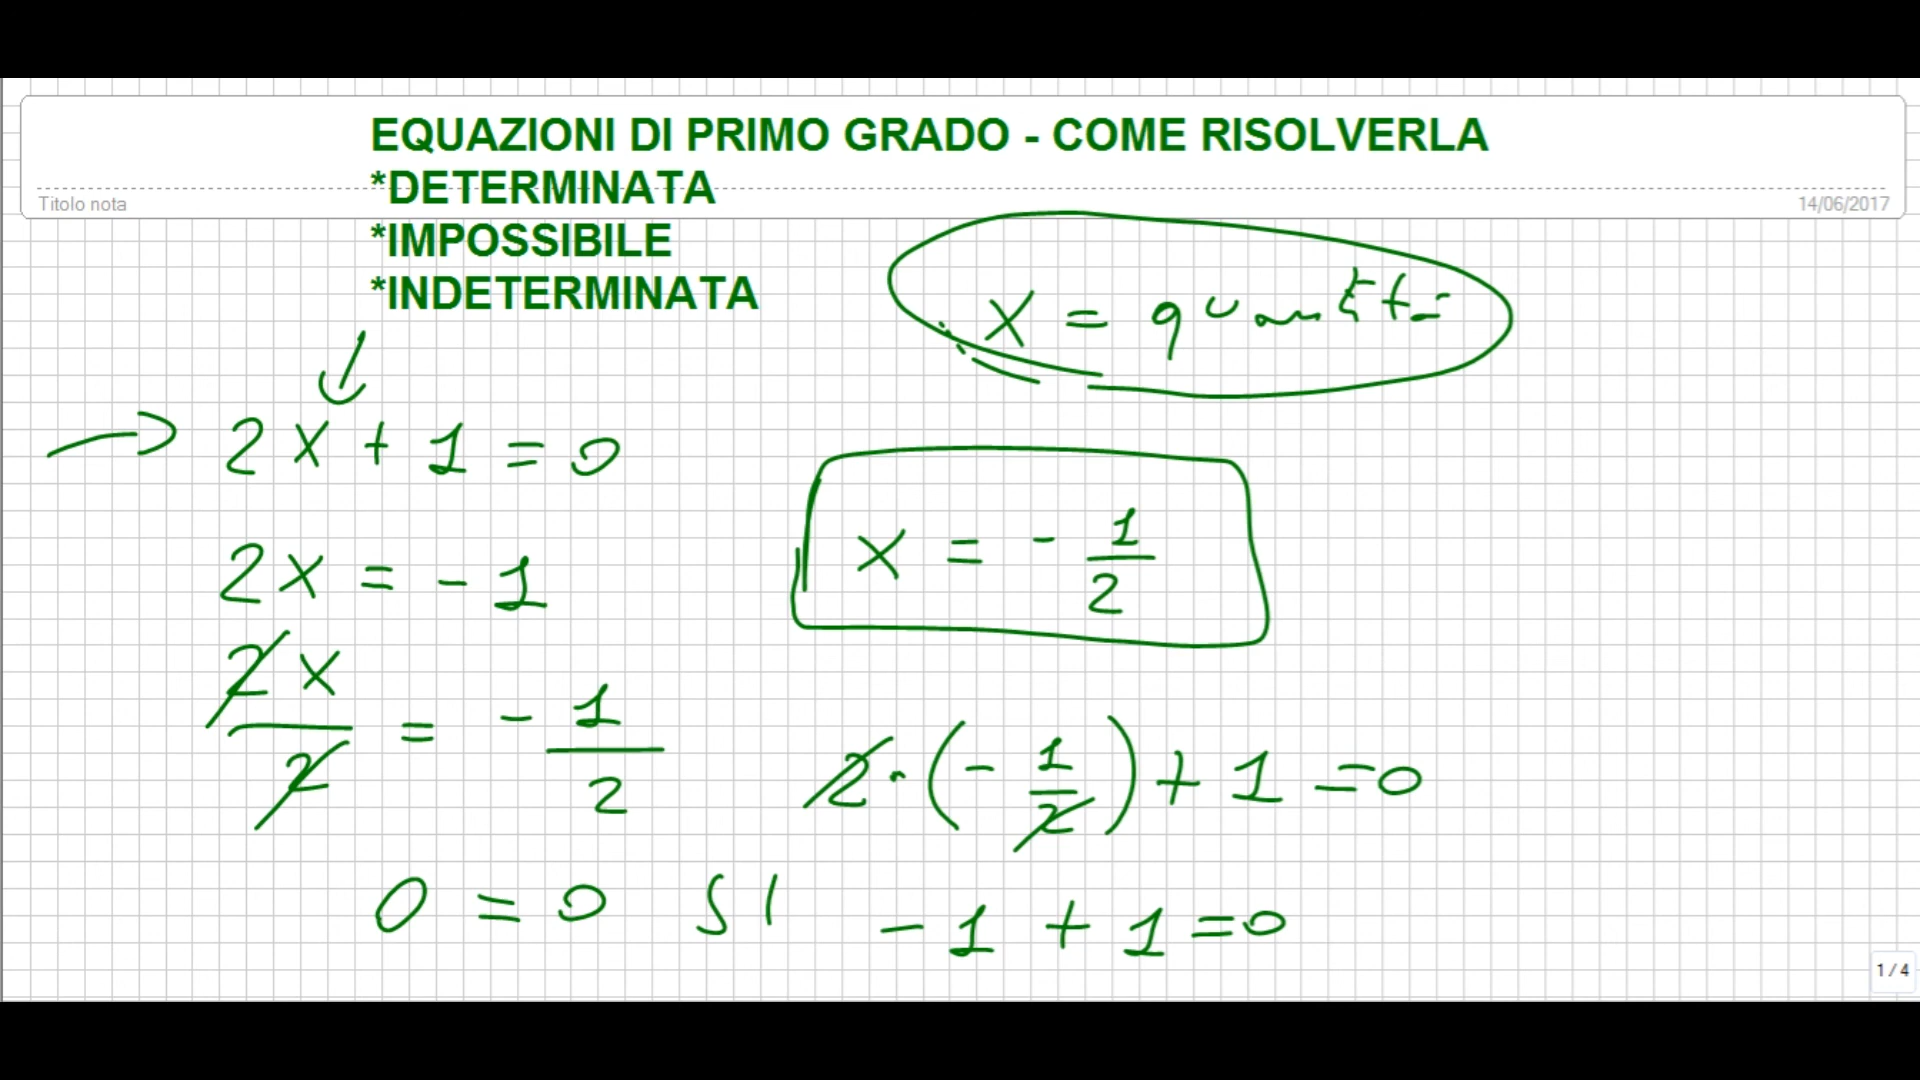 EQUAZIONI DI PRIMO GRADO - COME RISOLVERLA
*DETERMINATA
Titolo nota
14/06/2017
*IMPOSSIBILE
*INDETERMINATA
x = quantità
2x + 1 = 0
2x = - 1
2x/2 = - 1/2
x = - 1/2
2 · (- 1/2) + 1 = 0
- 1 + 1 = 0
0 = 0 SI
1 / 4